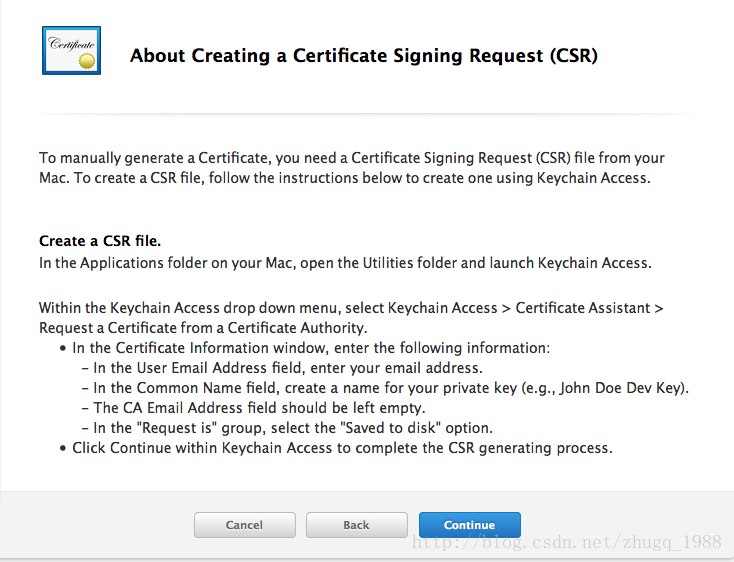 Certificate
About Creating a Certificate Signing Request (CSR)
To manually generate a Certificate, you need a Certificate Signing Request (CSR) file from your
Mac. To create a CSR file, follow the instructions below to create one using Keychain Access.
Create a CSR file.
In the Applications folder on your Mac, open the Utilities folder and launch Keychain Access.
Within the Keychain Access drop down menu, select Keychain Access > Certificate Assistant >
Request a Certificate from a Certificate Authority.
• In the Certificate Information window, enter the following information:
– In the User Email Address field, enter your email address.
– In the Common Name field, create a name for your private key (e.g., John Doe Dev Key).
– The CA Email Address field should be left empty.
– In the "Request is" group, select the "Saved to disk" option.
• Click Continue within Keychain Access to complete the CSR generating process.
Cancel Back Continue
http://blog.csdn.net/zhugq_1988